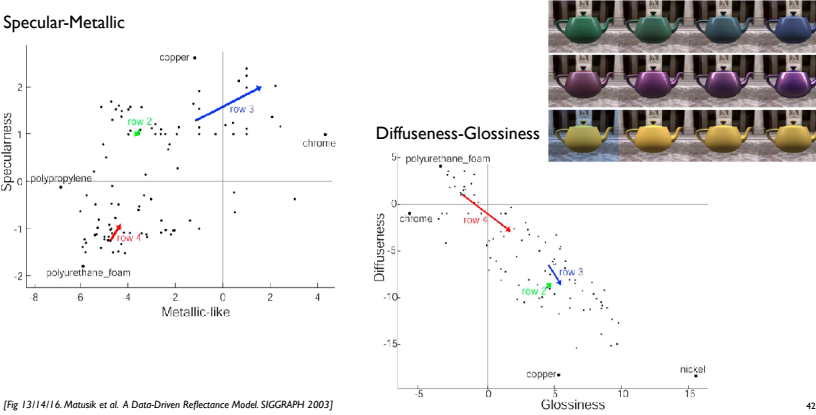 Specular-Metallic
copper
2
row 3
row 2
Specularness
1
chrome
polypropylene
0
-1
row 4
polyurethane_foam
-2
-8
-6
-4
-2
0
2
4
Metallic-like
Diffuseness-Glossiness
5
polyurethane_foam
0
chrome
row 4
Diffuseness
-5
row 3
row 2
-10
-15
copper
nickel
-5
0
5
10
15
Glossiness
[Fig 13/14/16. Matusik et al. A Data-Driven Reflectance Model. SIGGRAPH 2003]
42